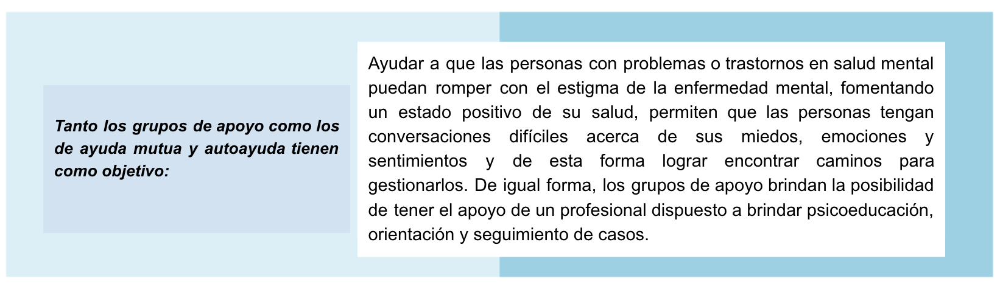 Tanto los grupos de apoyo como los
de ayuda mutua y autoayuda tienen
como objetivo:
Ayudar a que las personas con problemas o trastornos en salud mental
puedan romper con el estigma de la enfermedad mental, fomentando
un estado positivo de su salud, permiten que las personas tengan
conversaciones difíciles acerca de sus miedos, emociones y
sentimientos y de esta forma lograr encontrar caminos para
gestionarlos. De igual forma, los grupos de apoyo brindan la posibilidad
de tener el apoyo de un profesional dispuesto a brindar psicoeducación,
orientación y seguimiento de casos.